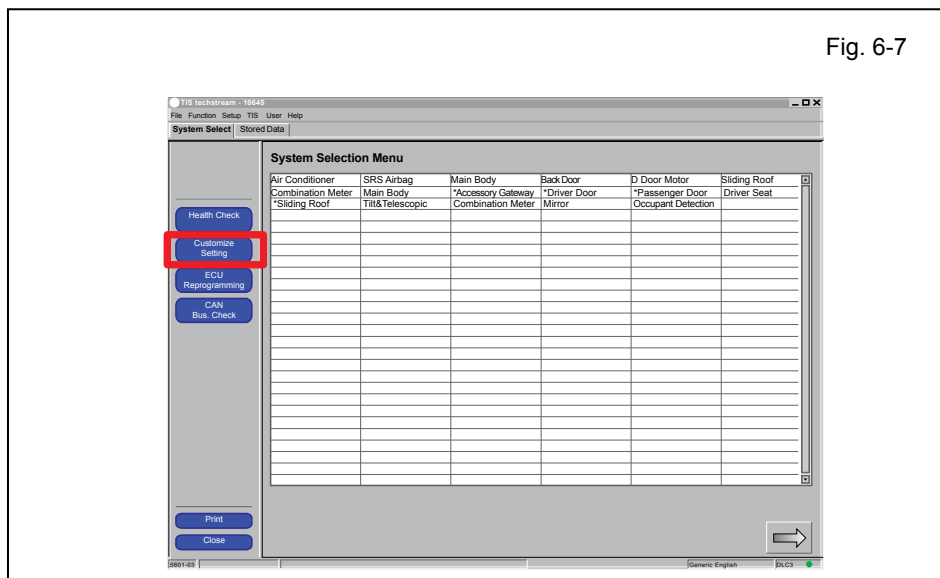 Fig. 6-7
TIS techstream - 10645
File Function Setup TIS User Help
System Select Stored Data
System Selection Menu
Air Conditioner SRS Airbag Main Body Back Door D Door Motor Sliding Roof
Combination Meter Main Body *Accessory Gateway *Driver Door *Passenger Door Driver Seat
*Sliding Roof Tilt&Telescopic Combination Meter Mirror Occupant Detection
Health Check
Customize
Setting
ECU
Reprogramming
CAN
Bus. Check
Print
Close
S601-03 Generic English DLC3